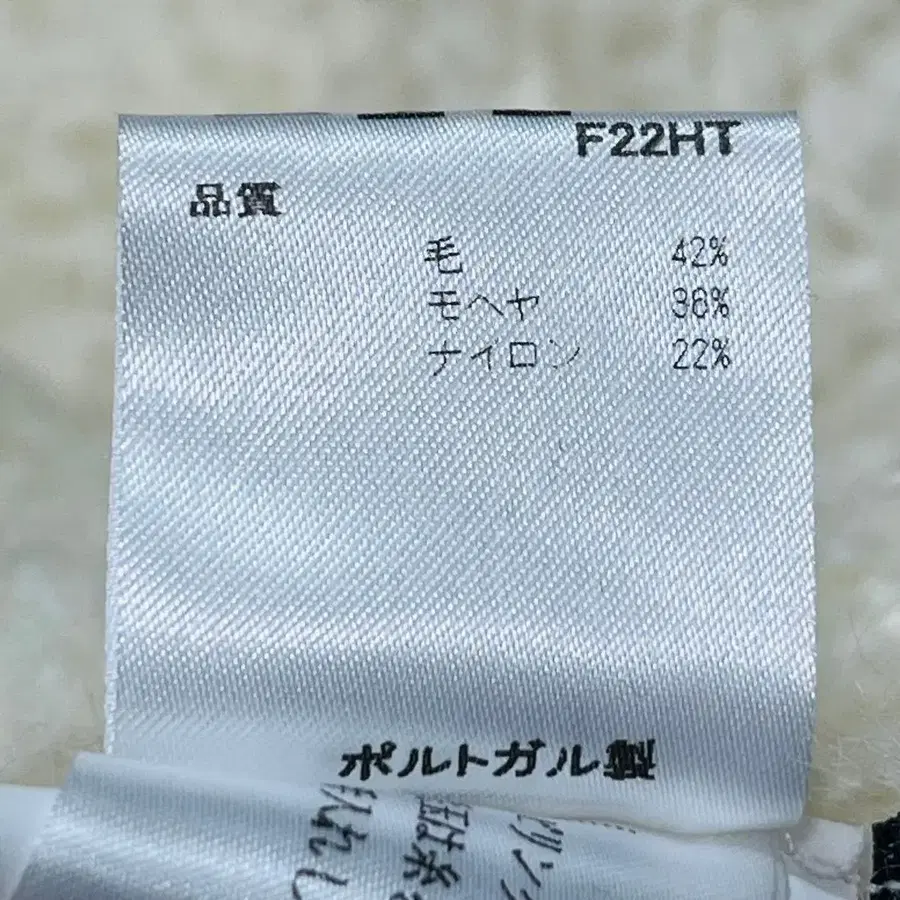 F22HT
品質
毛 42%
モヘヤ 36%
ナイロン 22%
ポルトガル製